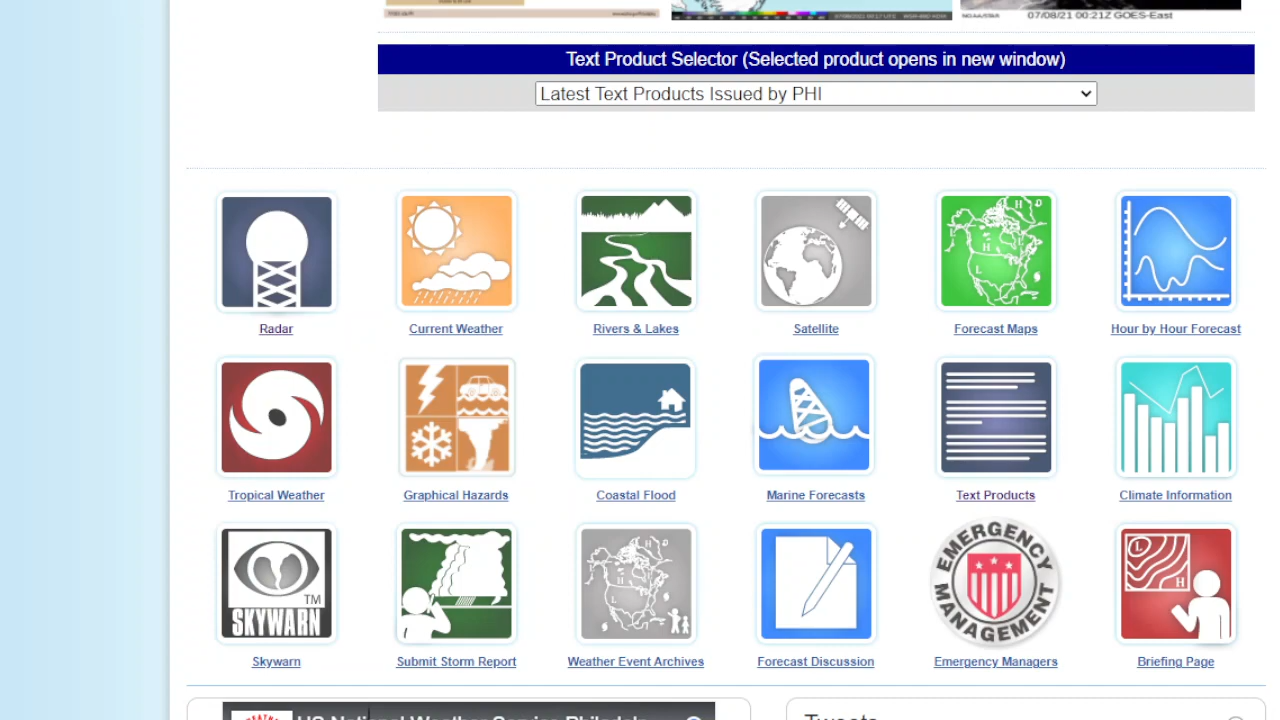 NOAA/STAR
07/08/21 00:21Z GOES-East
Text Product Selector (Selected product opens in new window)
Latest Text Products Issued by PHI
Radar
Current Weather
Rivers & Lakes
Satellite
Forecast Maps
Hour by Hour Forecast
Tropical Weather
Graphical Hazards
Coastal Flood
Marine Forecasts
Text Products
Climate Information
TM
SKYWARN
EMERGENCY
MANAGEMENT
L
H
Skywarn
Submit Storm Report
Weather Event Archives
Forecast Discussion
Emergency Managers
Briefing Page